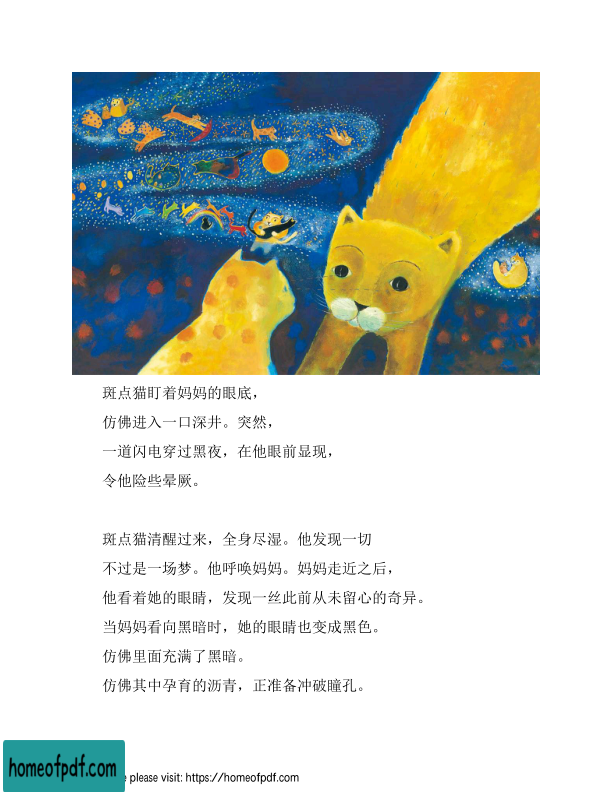 斑点猫盯着妈妈的眼底，
仿佛进入一口深井。突然，
一道闪电穿过黑夜，在他眼前显现，
令他险些晕厥。
斑点猫清醒过来，全身尽湿。他发现一切
不过是一场梦。他呼唤妈妈。妈妈走近之后，
他看着她的眼睛，发现一丝此前从未留心的奇异。
当妈妈看向黑暗时，她的眼睛也变成黑色。
仿佛里面充满了黑暗。
仿佛其中孕育的沥青，正准备冲破瞳孔。
homeofpdf.com
e please visit: https://homeofpdf.com